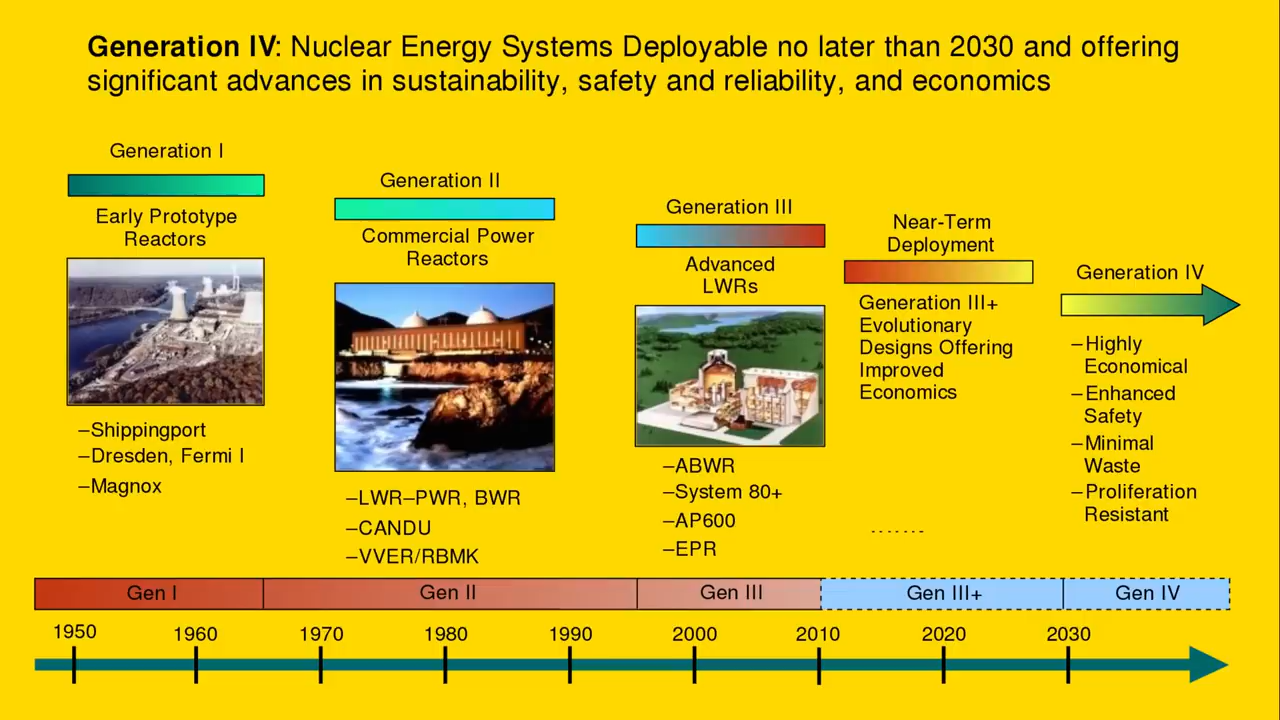 Generation IV: Nuclear Energy Systems Deployable no later than 2030 and offering
significant advances in sustainability, safety and reliability, and economics
Generation I
Early Prototype
Reactors
–Shippingport
–Dresden, Fermi I
–Magnox
Generation II
Commercial Power
Reactors
–LWR–PWR, BWR
–CANDU
–VVER/RBMK
Generation III
Advanced
LWRs
–ABWR
–System 80+
–AP600
–EPR
Near-Term
Deployment
Generation III+
Evolutionary
Designs Offering
Improved
Economics
......
Generation IV
–Highly
Economical
–Enhanced
Safety
–Minimal
Waste
–Proliferation
Resistant
Gen I
Gen II
Gen III
Gen III+
Gen IV
1950
1960
1970
1980
1990
2000
2010
2020
2030